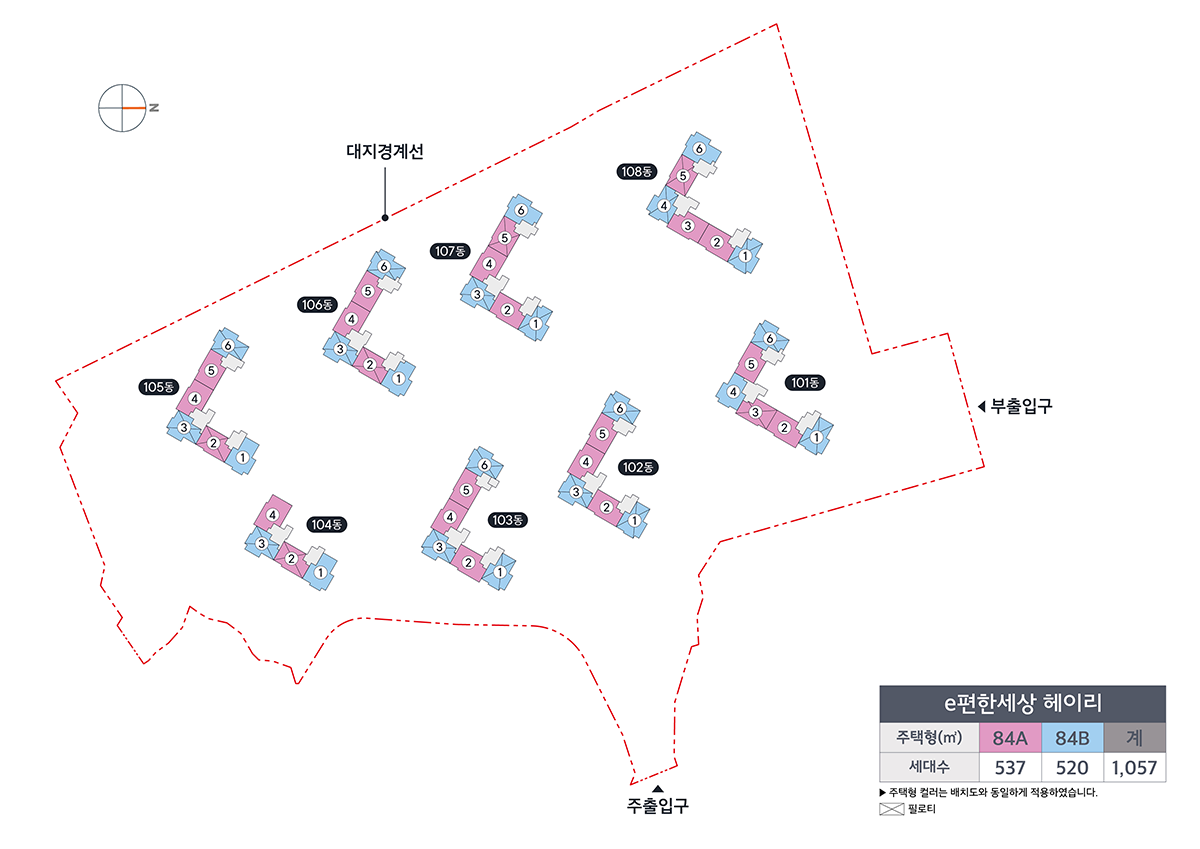 N
대지경계선
108동
6
5
4
3
2
1
107동
6
5
4
3
2
1
106동
6
5
4
3
2
1
105동
6
5
4
3
2
1
101동
6
5
4
3
2
1
부출입구
102동
6
5
4
3
2
1
103동
6
5
4
3
2
1
104동
4
3
2
1
주출입구
e편한세상 헤이리
주택형(㎡) 84A 84B 계
세대수 537 520 1,057
▶ 주택형 컬러는 배치도와 동일하게 적용하였습니다.
필로티